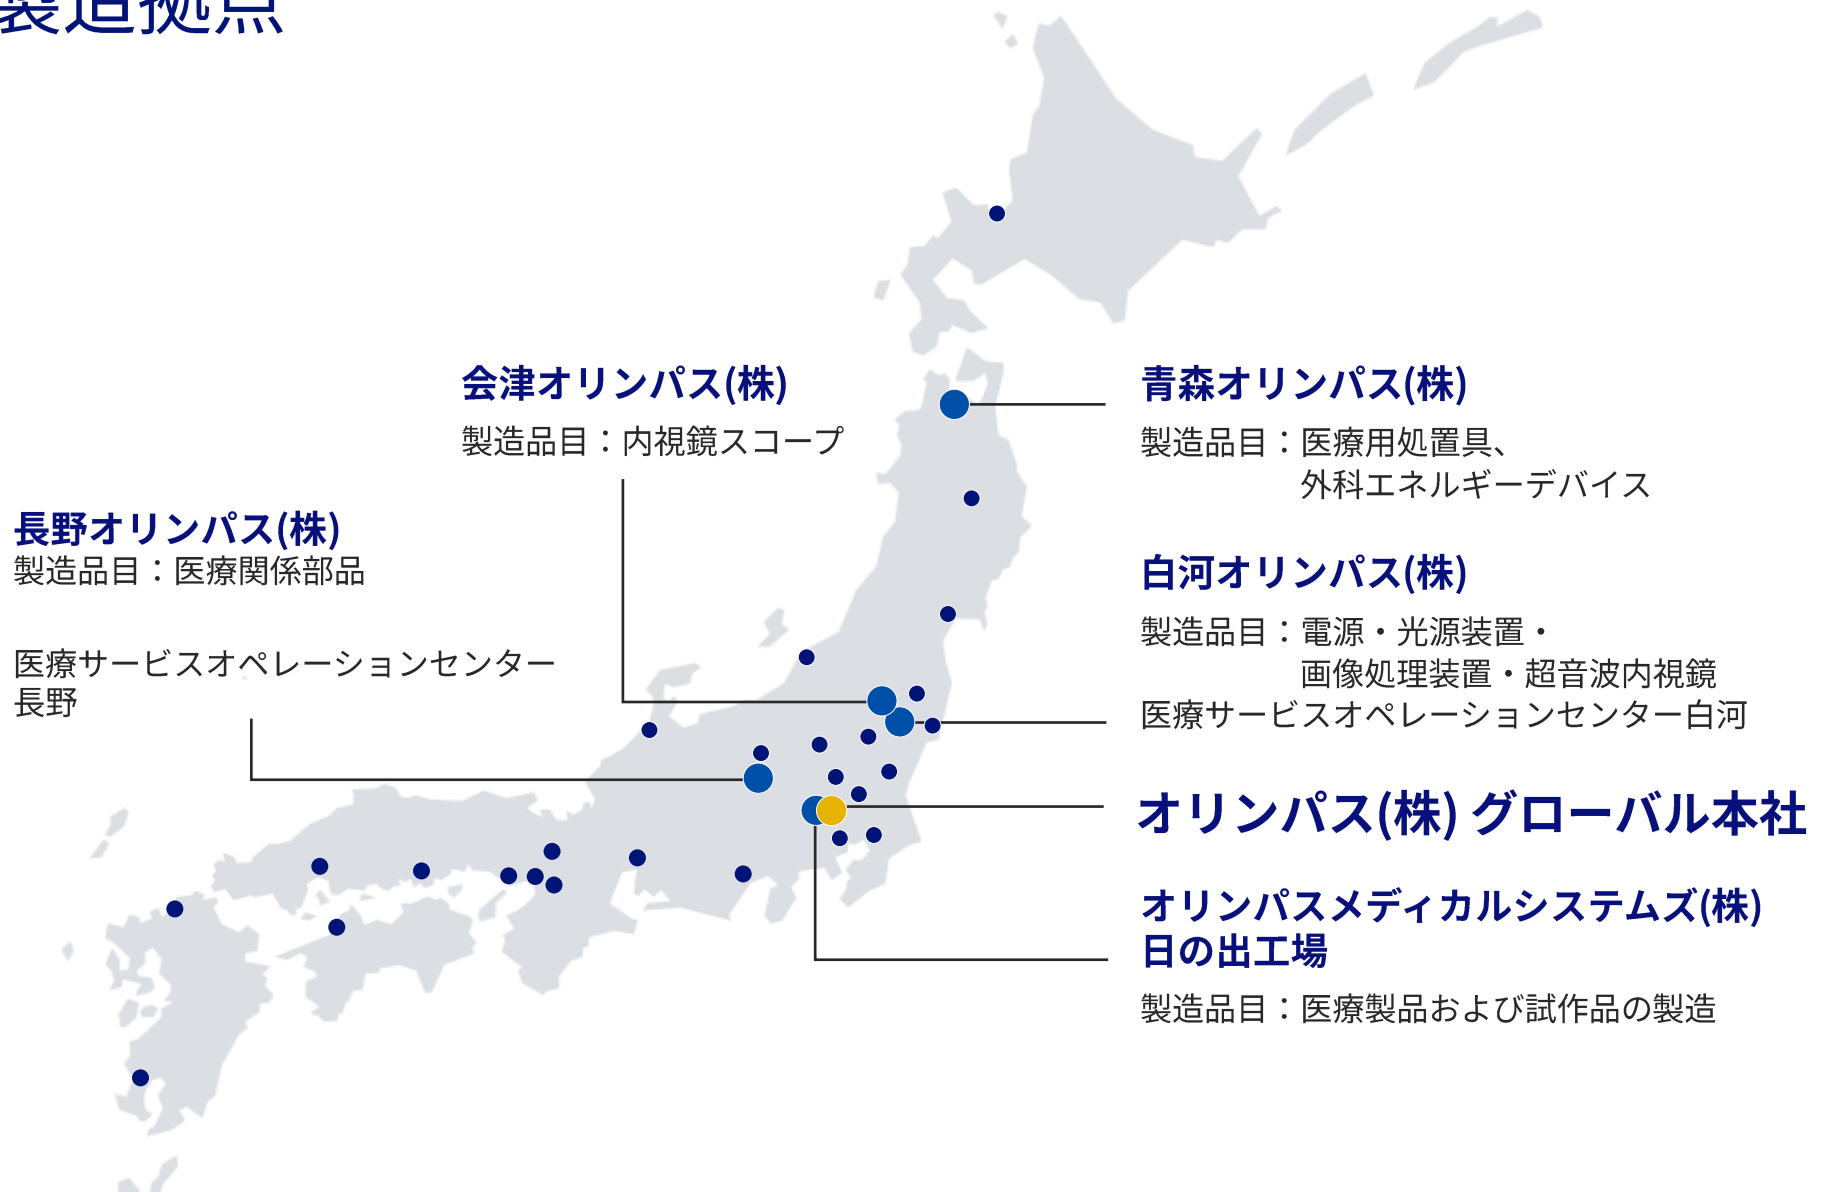 製造拠点
会津オリンパス(株)
製造品目：内視鏡スコープ
長野オリンパス(株)
製造品目：医療関係部品
医療サービスオペレーションセンター
長野
青森オリンパス(株)
製造品目：医療用処置具、
外科エネルギーデバイス
白河オリンパス(株)
製造品目：電源・光源装置・
画像処理装置・超音波内視鏡
医療サービスオペレーションセンター白河
オリンパス(株) グローバル本社
オリンパスメディカルシステムズ(株)
日の出工場
製造品目：医療製品および試作品の製造